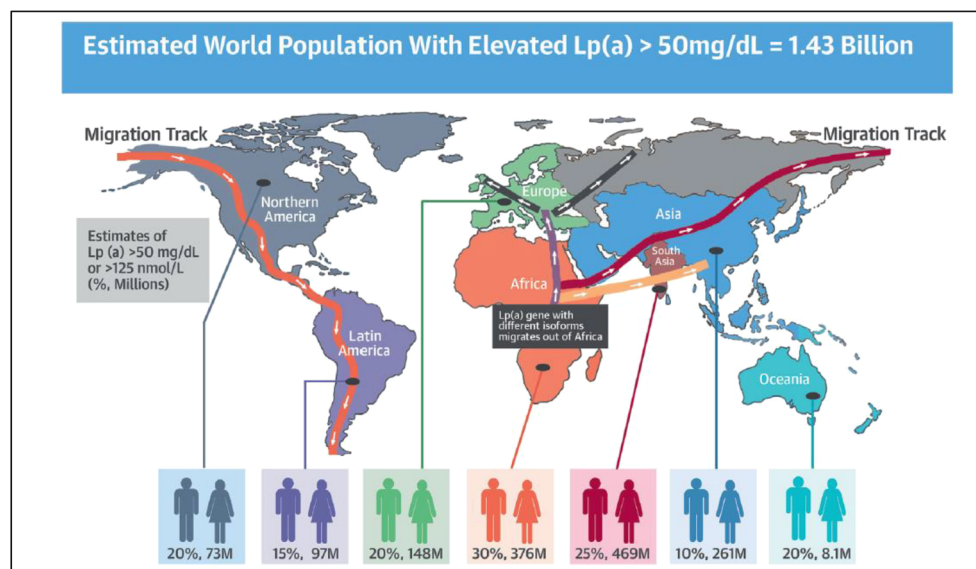 Estimated World Population With Elevated Lp(a) > 50mg/dL = 1.43 Billion
Migration Track
Migration Track
Northern
America
Europe
Asia
Estimates of
Lp (a) >50 mg/dL
or >125 nmol/L
(%, Millions)
South
Asia
Africa
Lp(a) gene with
different isoforms
migrates out of Africa
Latin
America
Oceania
20%, 73M
15%, 97M
20%, 148M
30%, 376M
25%, 469M
10%, 261M
20%, 8.1M